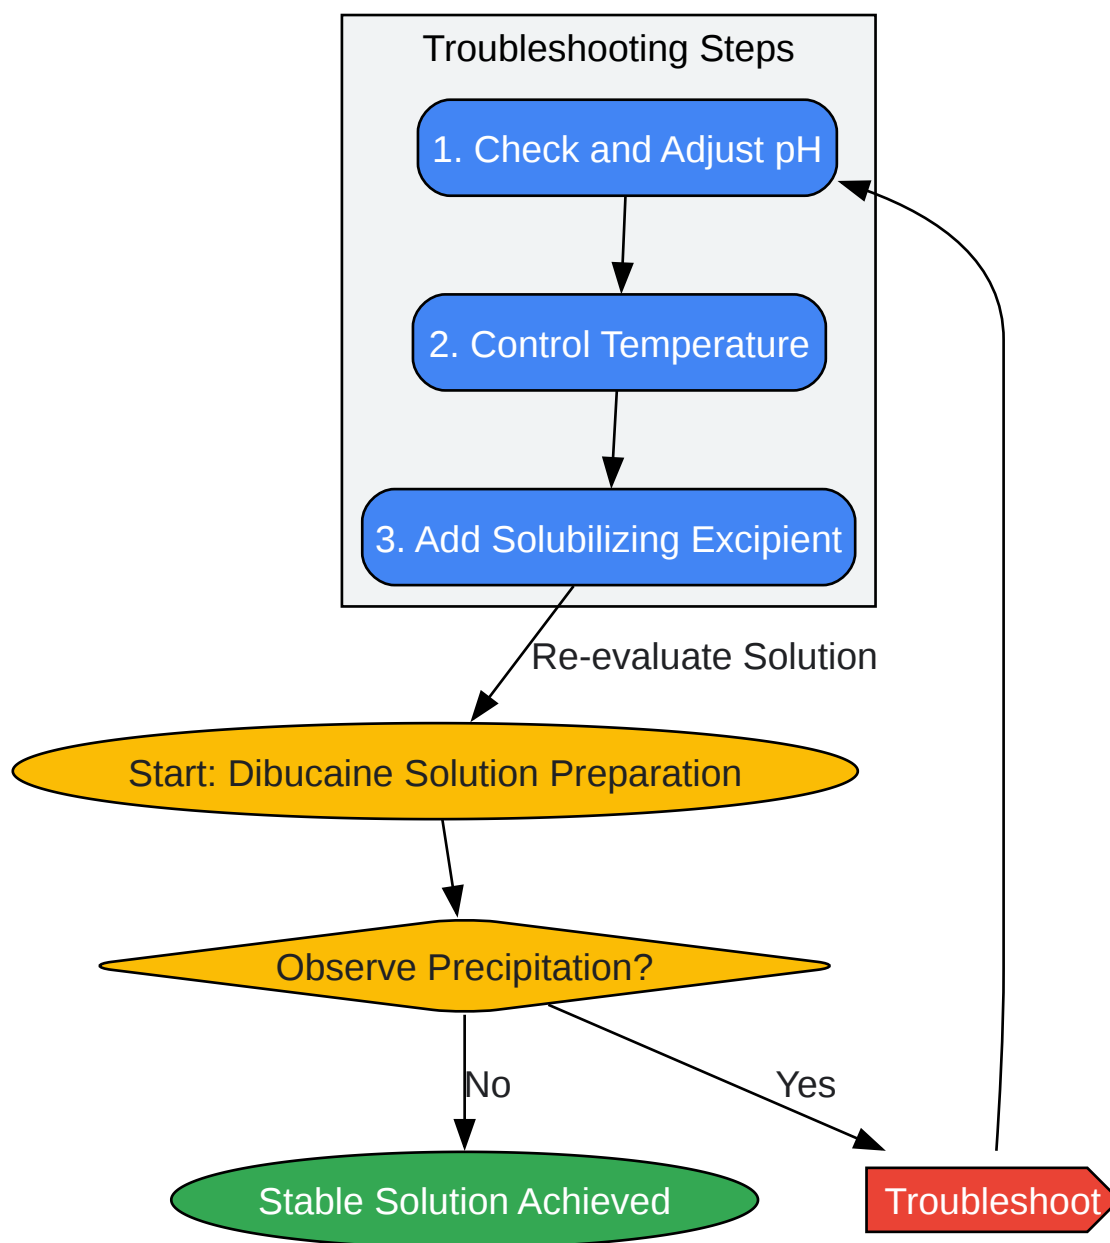 Troubleshooting Steps
1. Check and Adjust pH
2. Control Temperature
3. Add Solubilizing Excipient
Re-evaluate Solution
Start: Dibucaine Solution Preparation
Observe Precipitation?
No
Yes
Stable Solution Achieved
Troubleshoot